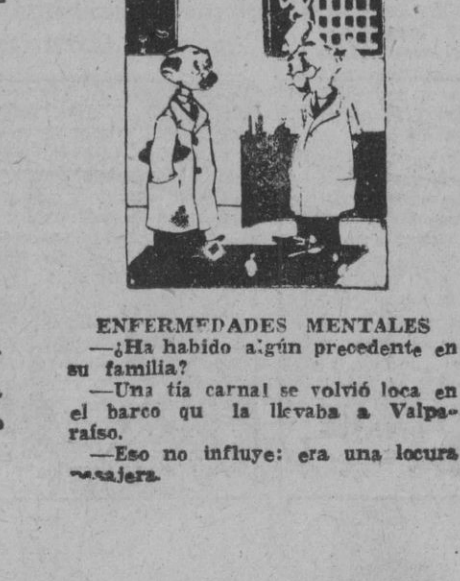 ENFERMEDADES MENTALES
—¿Ha habido algún precedente en
su familia?
—Una tía carnal se volvió loca en
el barco qu la llevaba a Valpa-
raíso.
—Eso no influye: era una locura
pasajera.